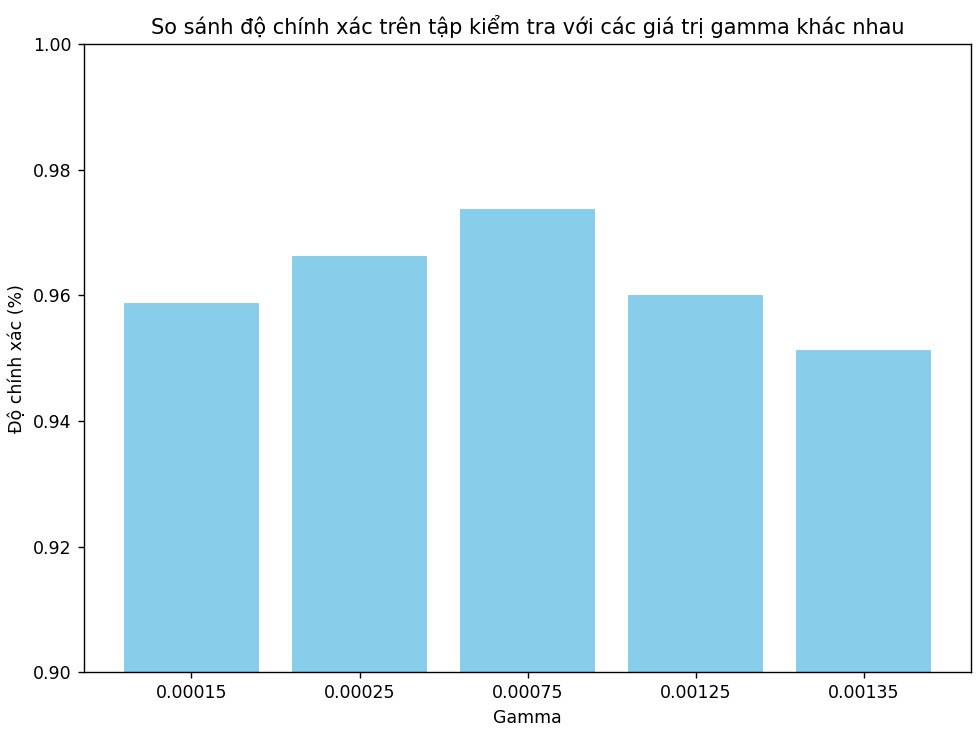 So sánh độ chính xác trên tập kiểm tra với các giá trị gamma khác nhau
Độ chính xác (%)
1.00
0.98
0.96
0.94
0.92
0.90
0.00015 0.00025 0.00075 0.00125 0.00135
Gamma